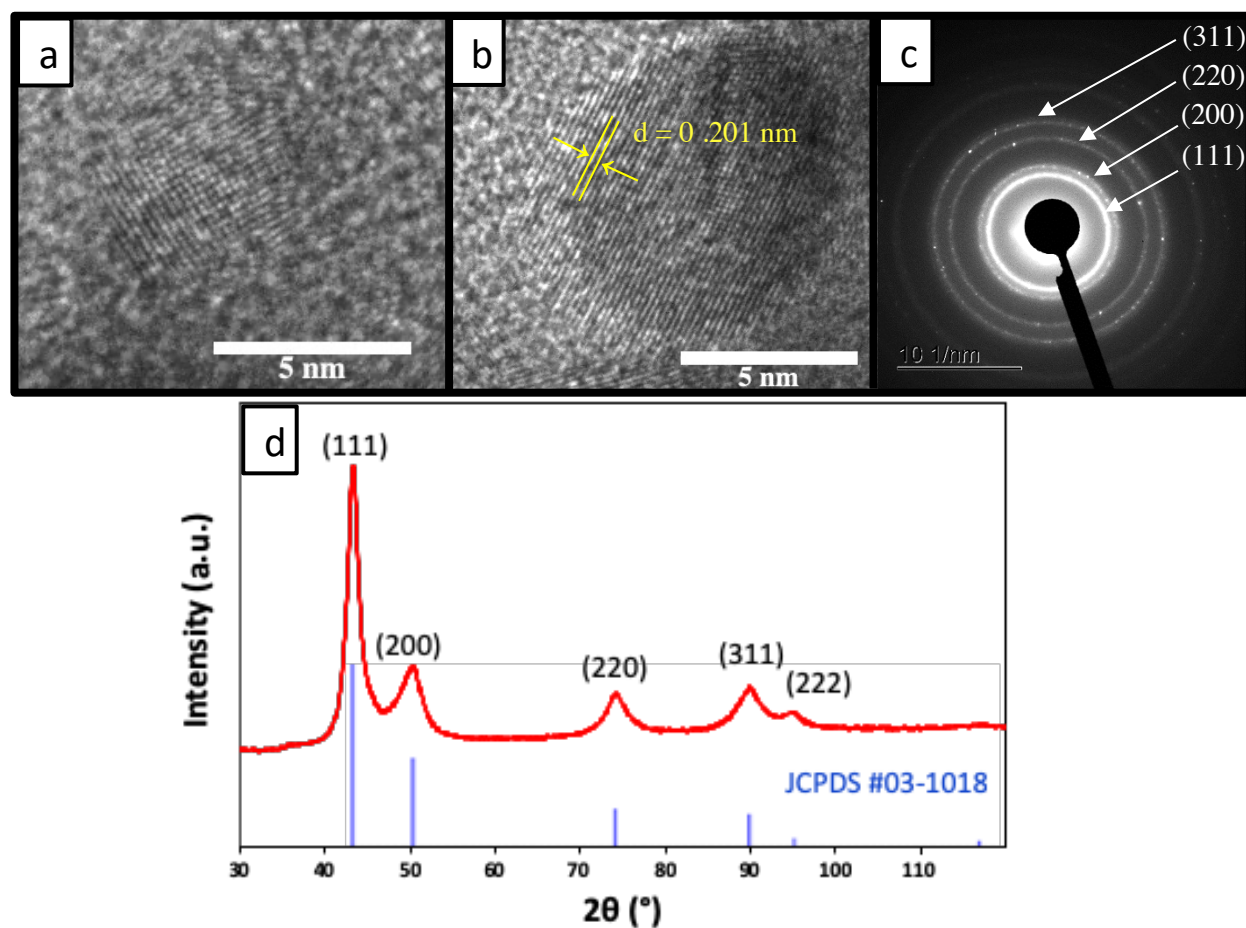 a
5 nm
b
d = 0 .201 nm
5 nm
c
(311)
(220)
(200)
(111)
10 1/nm
d
(111)
(200)
(220)
(311)
(222)
JCPDS #03-1018
Intensity (a.u.)
30 40 50 60 70 80 90 100 110
2θ (°)